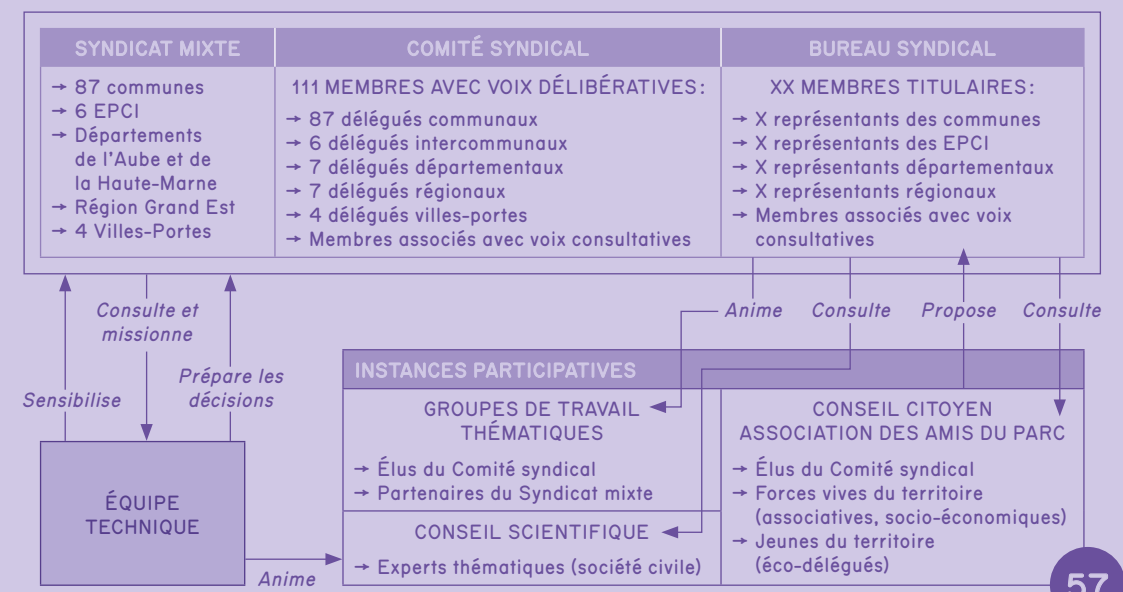 SYNDICAT MIXTE
→ 87 communes
→ 6 EPCI
→ Départements
de l'Aube et de
la Haute-Marne
→ Région Grand Est
→ 4 Villes-Portes
COMITÉ SYNDICAL
111 MEMBRES AVEC VOIX DÉLIBÉRATIVES :
→ 87 délégués communaux
→ 6 délégués intercommunaux
→ 7 délégués départementaux
→ 7 délégués régionaux
→ 4 délégués villes-portes
→ Membres associés avec voix consultatives
BUREAU SYNDICAL
XX MEMBRES TITULAIRES :
→ X représentants des communes
→ X représentants des EPCI
→ X représentants départementaux
→ X représentants régionaux
→ Membres associés avec voix
consultatives
Sensibilise
Consulte et
missionne
Prépare les
décisions
Anime
Consulte
Propose
Consulte
ÉQUIPE
TECHNIQUE
Anime
INSTANCES PARTICIPATIVES
GROUPES DE TRAVAIL
THÉMATIQUES
→ Élus du Comité syndical
→ Partenaires du Syndicat mixte
CONSEIL SCIENTIFIQUE
→ Experts thématiques (société civile)
CONSEIL CITOYEN
ASSOCIATION DES AMIS DU PARC
→ Élus du Comité syndical
→ Forces vives du territoire
(associatives, socio-économiques)
→ Jeunes du territoire
(éco-délégués)
57